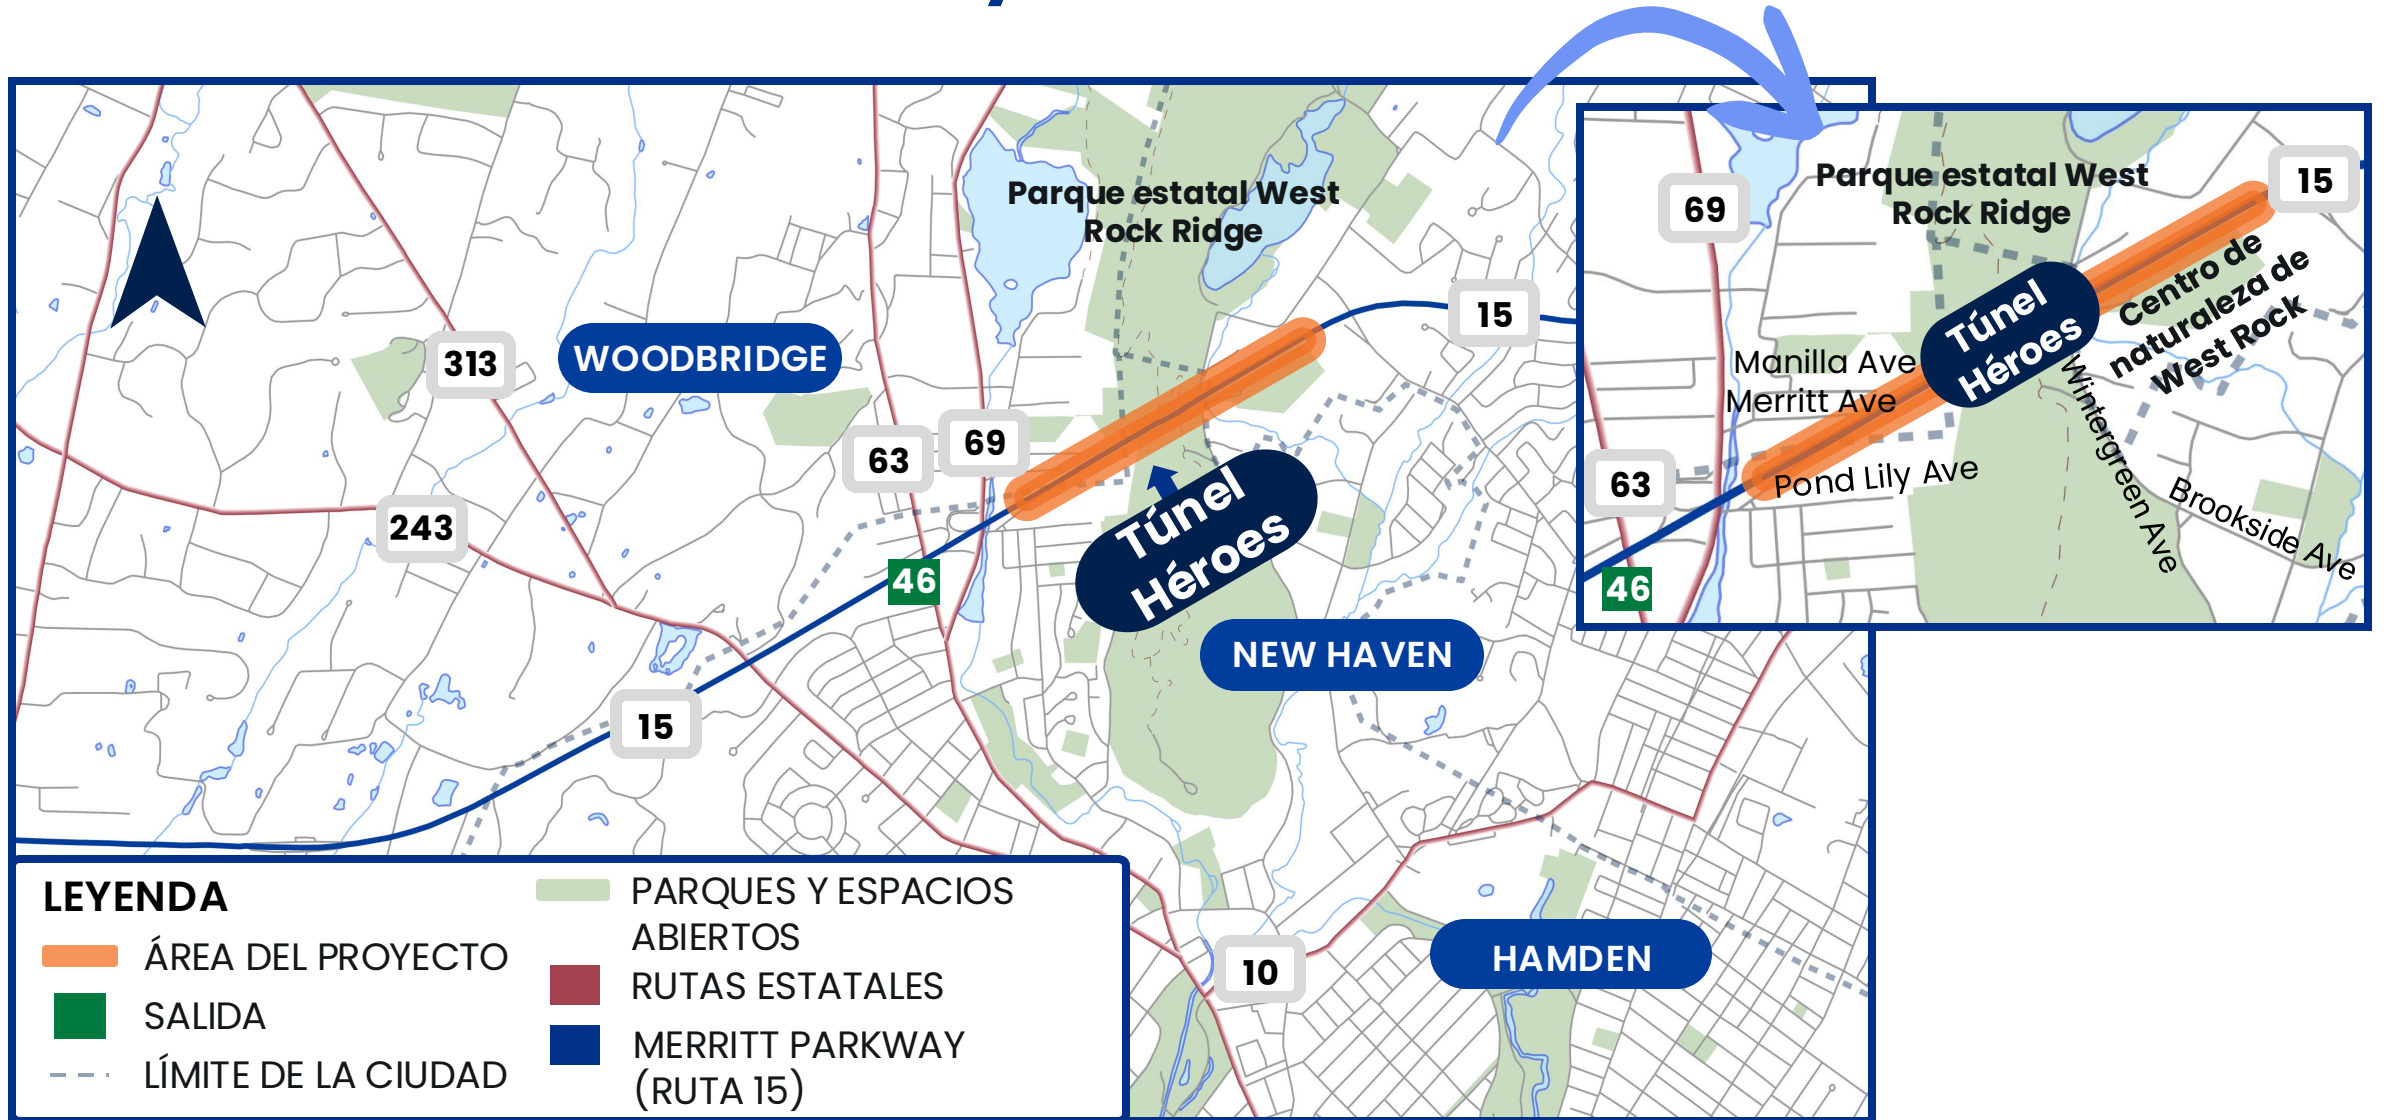 Parque estatal West
Rock Ridge
15
313
WOODBRIDGE
69
63
243
Túnel
Héroes
46
NEW HAVEN
15
HAMDEN
10
LEYENDA
ÁREA DEL PROYECTO
SALIDA
LÍMITE DE LA CIUDAD
PARQUES Y ESPACIOS
ABIERTOS
RUTAS ESTATALES
MERRITT PARKWAY
(RUTA 15)
Parque estatal West
Rock Ridge
15
69
Túnel
Héroes
Centro de
naturaleza de
West Rock
Manilla Ave
Merritt Ave
63
Pond Lily Ave
Wintergreen Ave
Brookside Ave
46